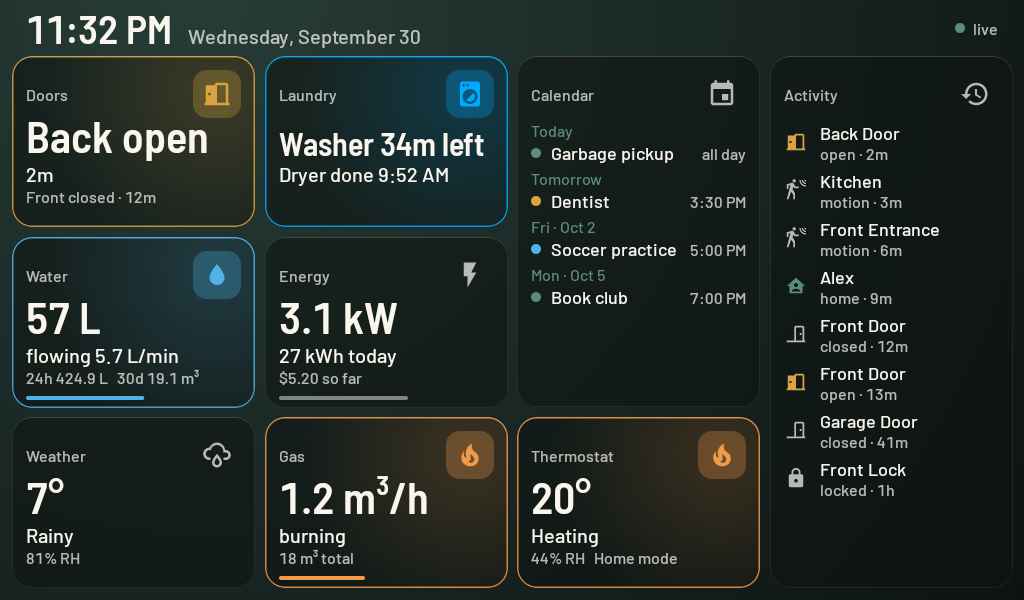 11:32 PM Wednesday, September 30
live
Doors
Back open
2m
Front closed · 12m
Laundry
Washer 34m left
Dryer done 9:52 AM
Calendar
Today
Garbage pickup all day
Tomorrow
Dentist 3:30 PM
Fri · Oct 2
Soccer practice 5:00 PM
Mon · Oct 5
Book club 7:00 PM
Activity
Back Door
open · 2m
Kitchen
motion · 3m
Front Entrance
motion · 6m
Alex
home · 9m
Front Door
closed · 12m
Front Door
open · 13m
Garage Door
closed · 41m
Front Lock
locked · 1h
Water
57 L
flowing 5.7 L/min
24h 424.9 L 30d 19.1 m³
Energy
3.1 kW
27 kWh today
$5.20 so far
Weather
7°
Rainy
81% RH
Gas
1.2 m³/h
burning
18 m³ total
Thermostat
20°
Heating
44% RH Home mode